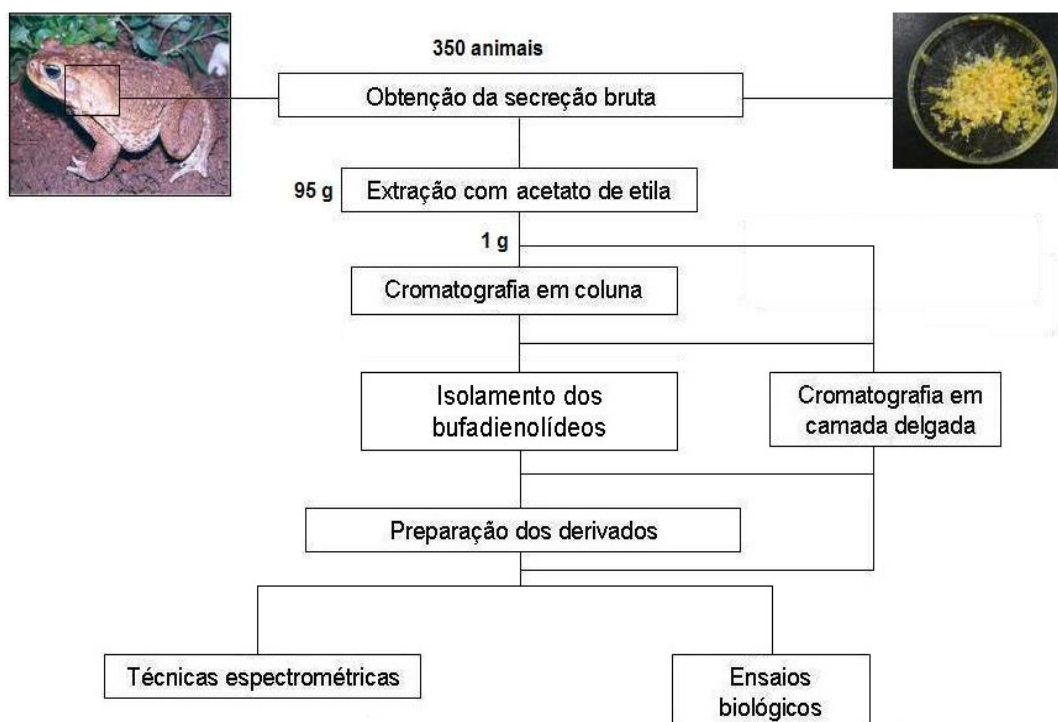 350 animais
Obtenção da secreção bruta
95 g
Extração com acetato de etila
1 g
Cromatografia em coluna
Isolamento dos
bufadienolídeos
Cromatografia em
camada delgada
Preparação dos derivados
Técnicas espectrométricas
Ensaios
biológicos